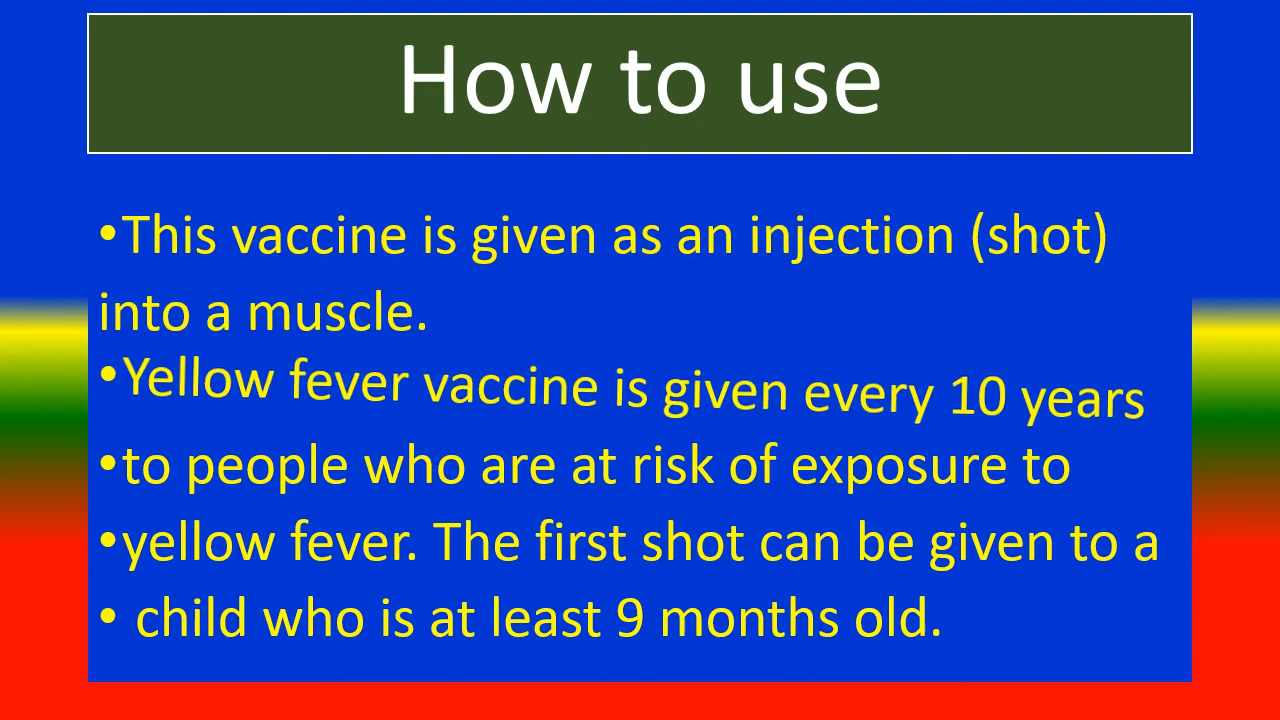 How to use
•This vaccine is given as an injection (shot)
into a muscle.
•Yellow fever vaccine is given every 10 years
•to people who are at risk of exposure to
•yellow fever. The first shot can be given to a
• child who is at least 9 months old.